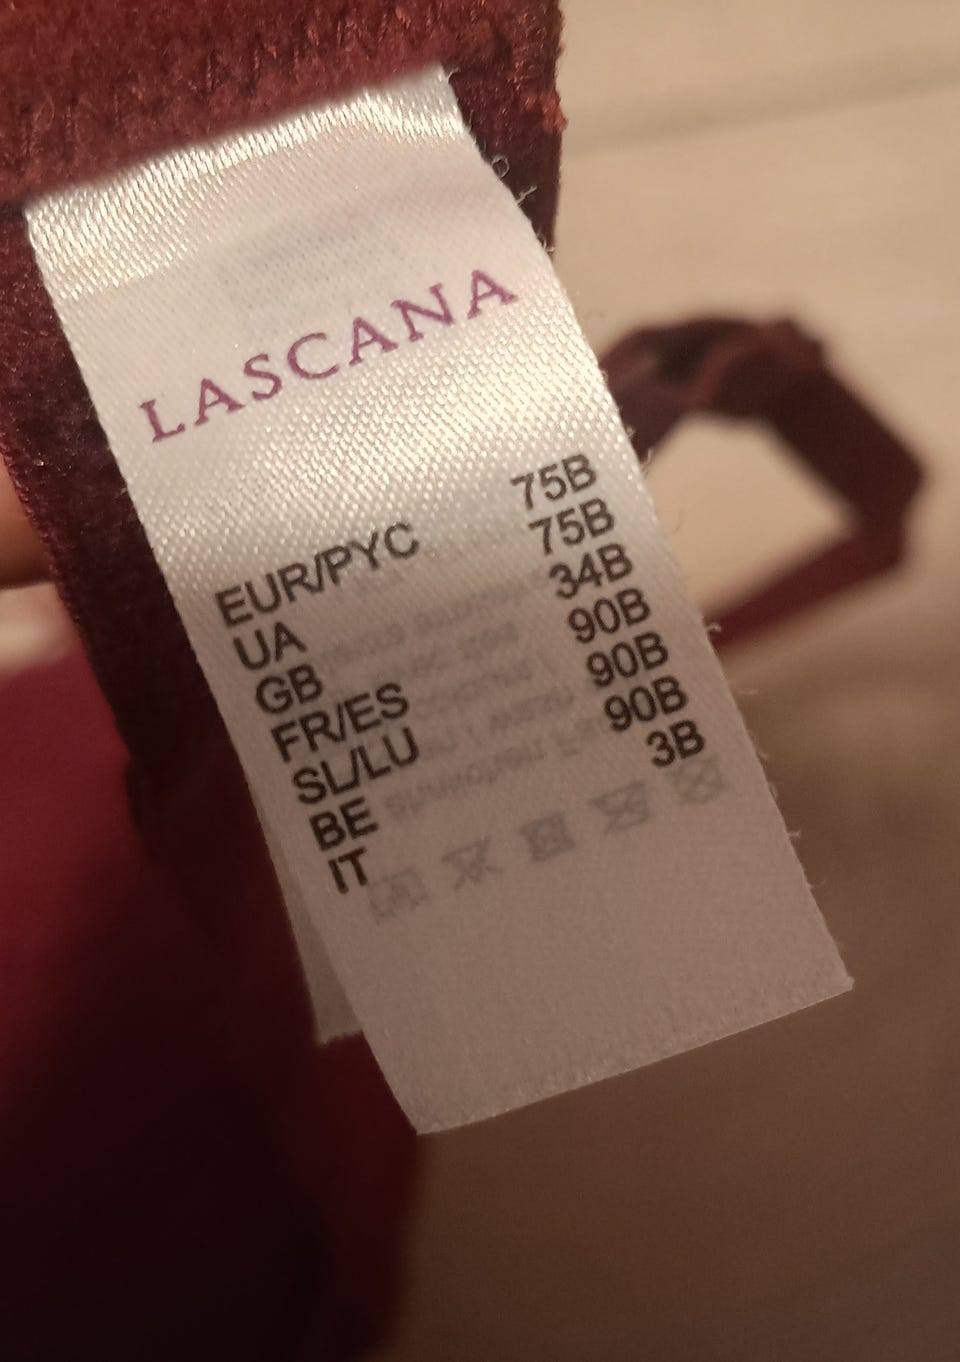 LASCANA
EUR/PYC 75B
UA 75B
GB 34B
FR/ES 90B
SL/LU 90B
BE 90B
IT 3B